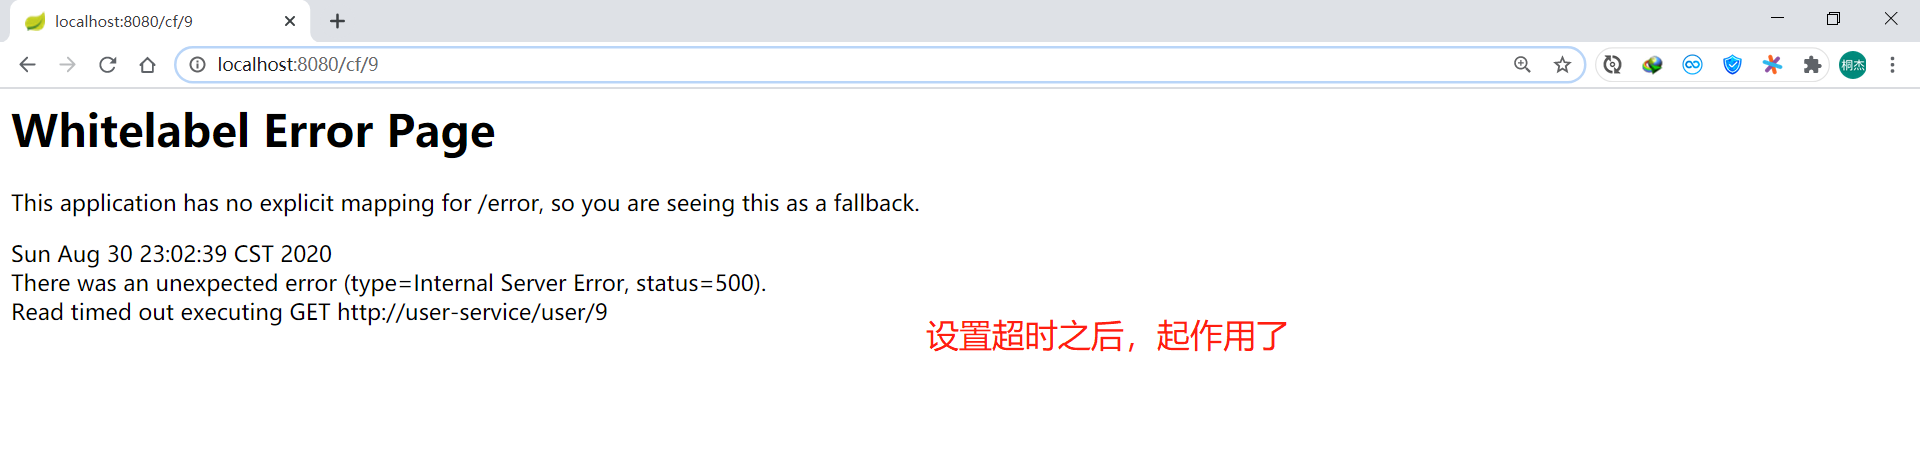 localhost:8080/cf/9
localhost:8080/cf/9
桐杰
Whitelabel Error Page
This application has no explicit mapping for /error, so you are seeing this as a fallback.
Sun Aug 30 23:02:39 CST 2020
There was an unexpected error (type=Internal Server Error, status=500).
Read timed out executing GET http://user-service/user/9
设置超时之后，起作用了